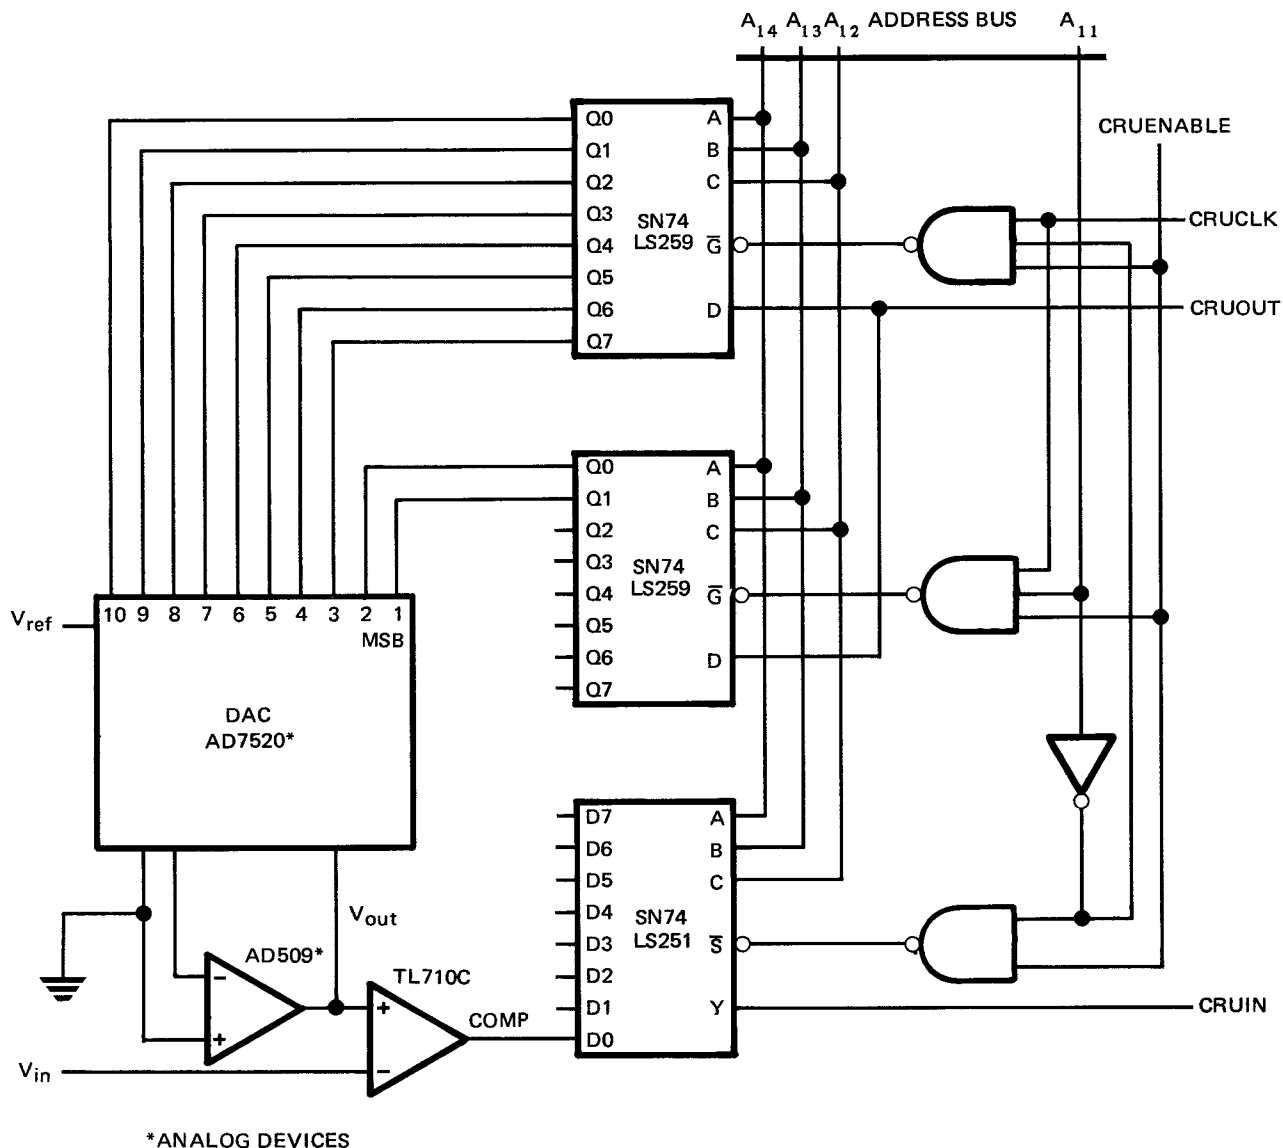 A14 A13 A12 ADDRESS BUS A11
CRUENABLE
CRUCLK
CRUOUT
Q0
Q1
Q2
Q3
Q4
Q5
Q6
Q7
A
B
C
SN74
LS259
G̅
D
Q0
Q1
Q2
Q3
Q4
Q5
Q6
Q7
A
B
C
SN74
LS259
G̅
D
Vref
10 9 8 7 6 5 4 3 2 1
MSB
DAC
AD7520*
Vout
AD509*
−
+
TL710C
+
−
COMP
Vin
D7
D6
D5
D4
D3
D2
D1
D0
A
B
C
SN74
LS251
S̅
Y
CRUIN
*ANALOG DEVICES